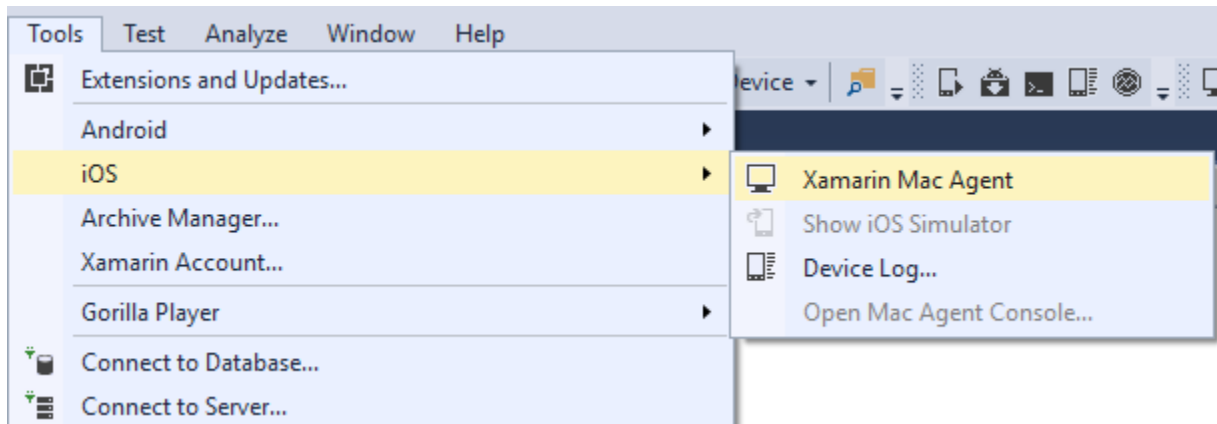 Tools Test Analyze Window Help
Extensions and Updates...
Android
iOS
Archive Manager...
Xamarin Account...
Gorilla Player
Connect to Database...
Connect to Server...
Xamarin Mac Agent
Show iOS Simulator
Device Log...
Open Mac Agent Console...